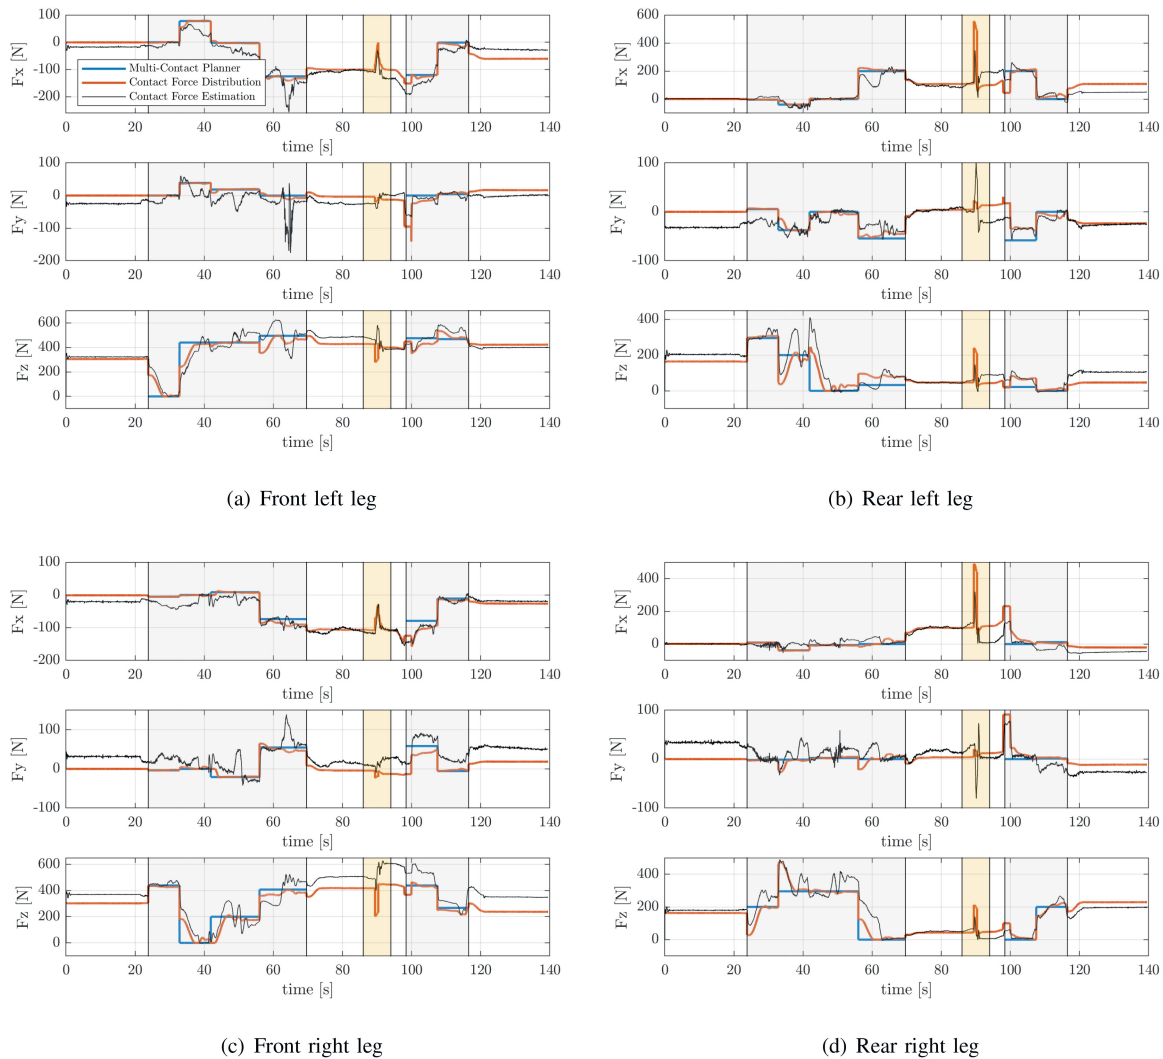 100
0
-100
-200
Fx [N]
Multi-Contact Planner
Contact Force Distribution
Contact Force Estimation
0 20 40 60 80 100 120 140
time [s]
100
0
-100
-200
Fy [N]
0 20 40 60 80 100 120 140
time [s]
600
400
200
0
Fz [N]
0 20 40 60 80 100 120 140
time [s]
(a) Front left leg
600
400
200
0
Fx [N]
0 20 40 60 80 100 120 140
time [s]
100
0
-100
Fy [N]
0 20 40 60 80 100 120 140
time [s]
400
200
0
Fz [N]
0 20 40 60 80 100 120 140
time [s]
(b) Rear left leg
100
0
-100
-200
Fx [N]
0 20 40 60 80 100 120 140
time [s]
100
0
-100
Fy [N]
0 20 40 60 80 100 120 140
time [s]
600
400
200
0
Fz [N]
0 20 40 60 80 100 120 140
time [s]
(c) Front right leg
400
200
0
Fx [N]
0 20 40 60 80 100 120 140
time [s]
100
0
-100
Fy [N]
0 20 40 60 80 100 120 140
time [s]
400
200
0
Fz [N]
0 20 40 60 80 100 120 140
time [s]
(d) Rear right leg